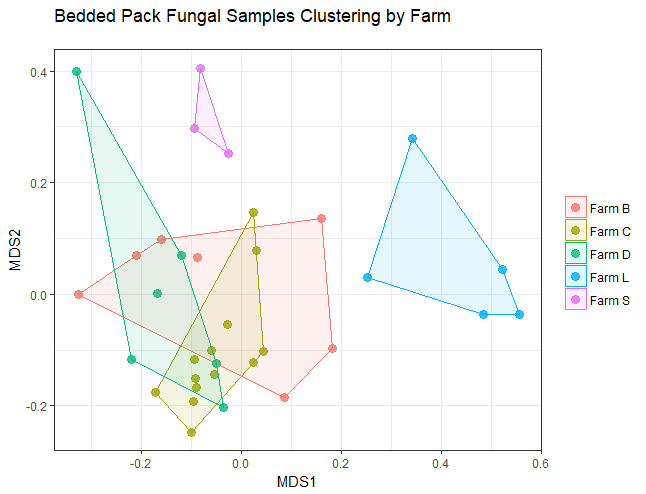 Bedded Pack Fungal Samples Clustering by Farm
0.4
0.2
0.0
-0.2
MDS2
-0.2
0.0
0.2
0.4
0.6
MDS1
Farm B
Farm C
Farm D
Farm L
Farm S